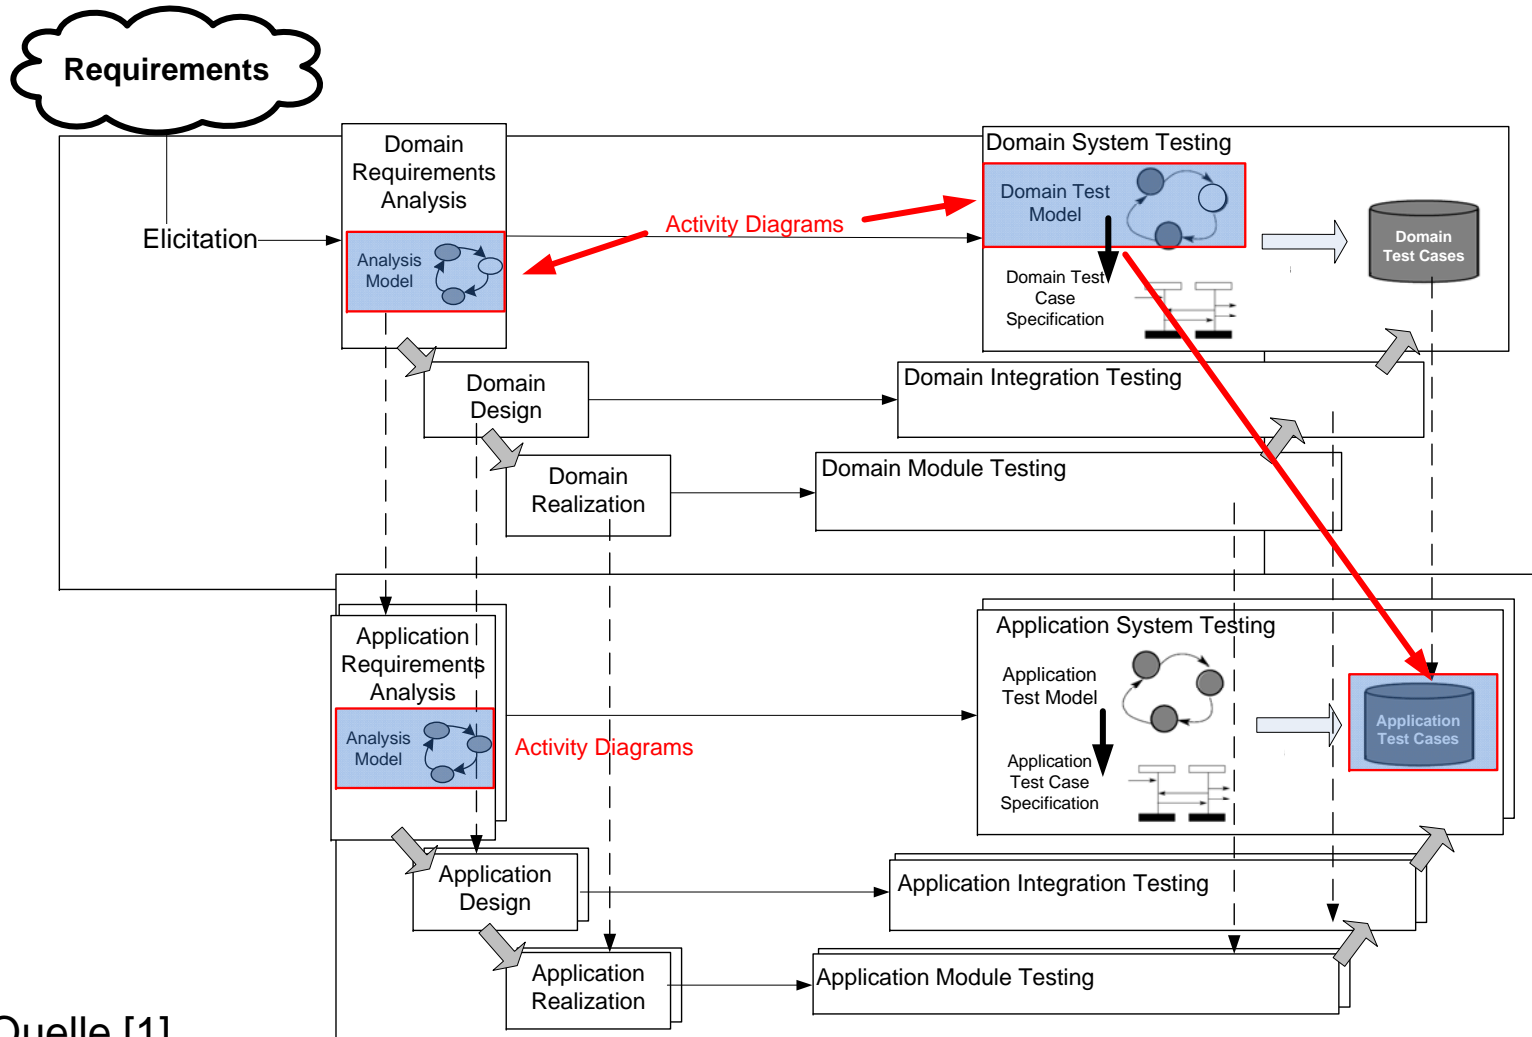 Requirements
Domain
Requirements
Analysis
Elicitation
Analysis
Model
Activity Diagrams
Domain System Testing
Domain Test
Model
Domain Test
Case
Specification
Domain
Test Cases
Domain
Design
Domain Integration Testing
Domain
Realization
Domain Module Testing
Application
Requirements
Analysis
Analysis
Model
Activity Diagrams
Application System Testing
Application
Test Model
Application
Test Case
Specification
Application
Test Cases
Application
Design
Application Integration Testing
Application
Realization
Application Module Testing
Quelle [1]